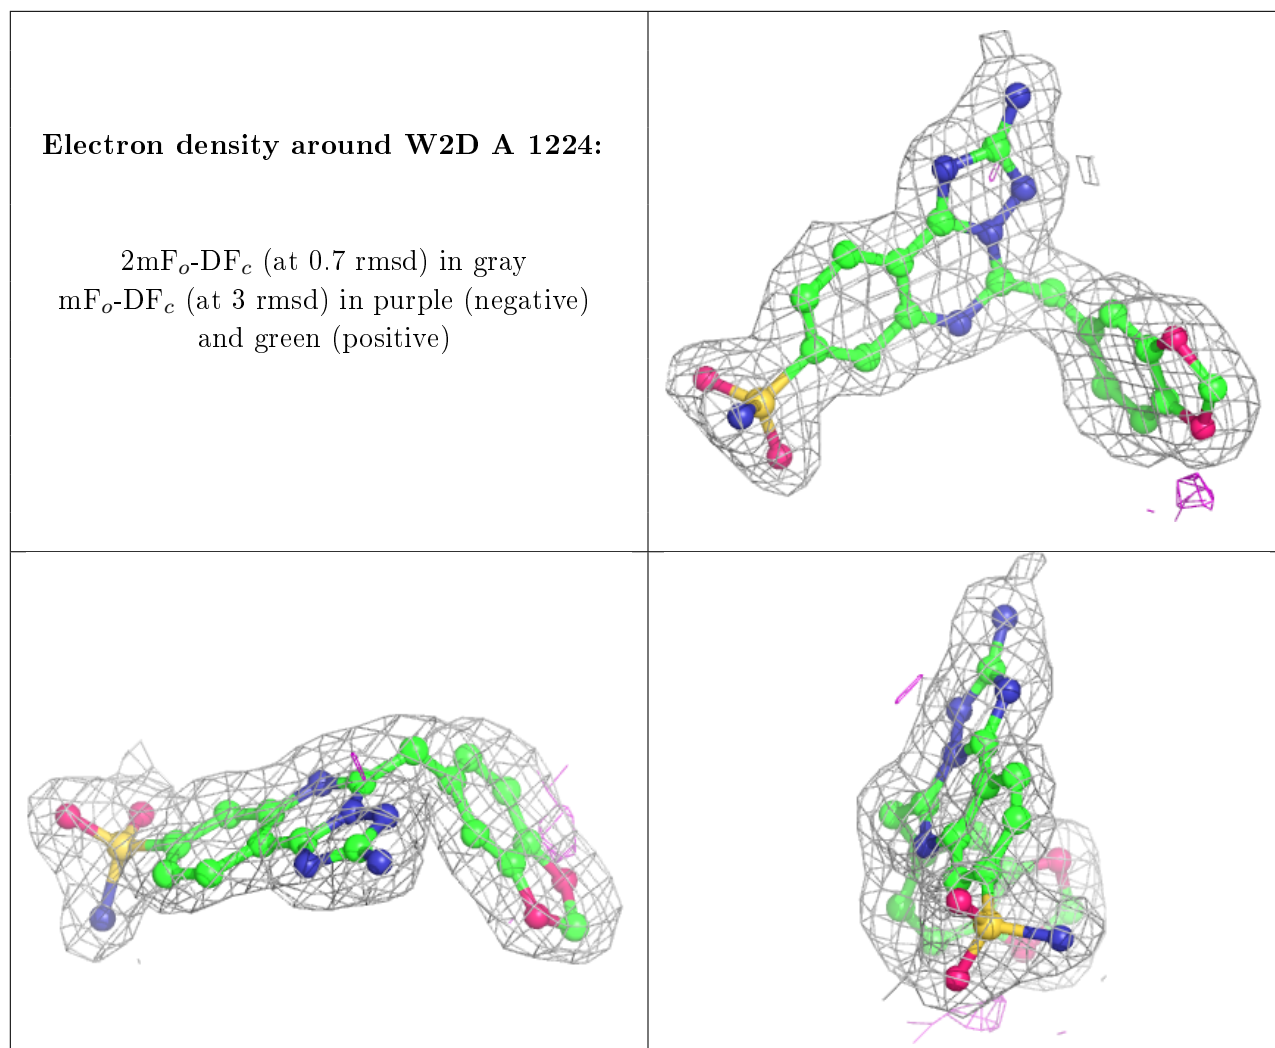 Electron density around W2D A 1224:
2mFo-DFc (at 0.7 rmsd) in gray
mFo-DFc (at 3 rmsd) in purple (negative)
and green (positive)